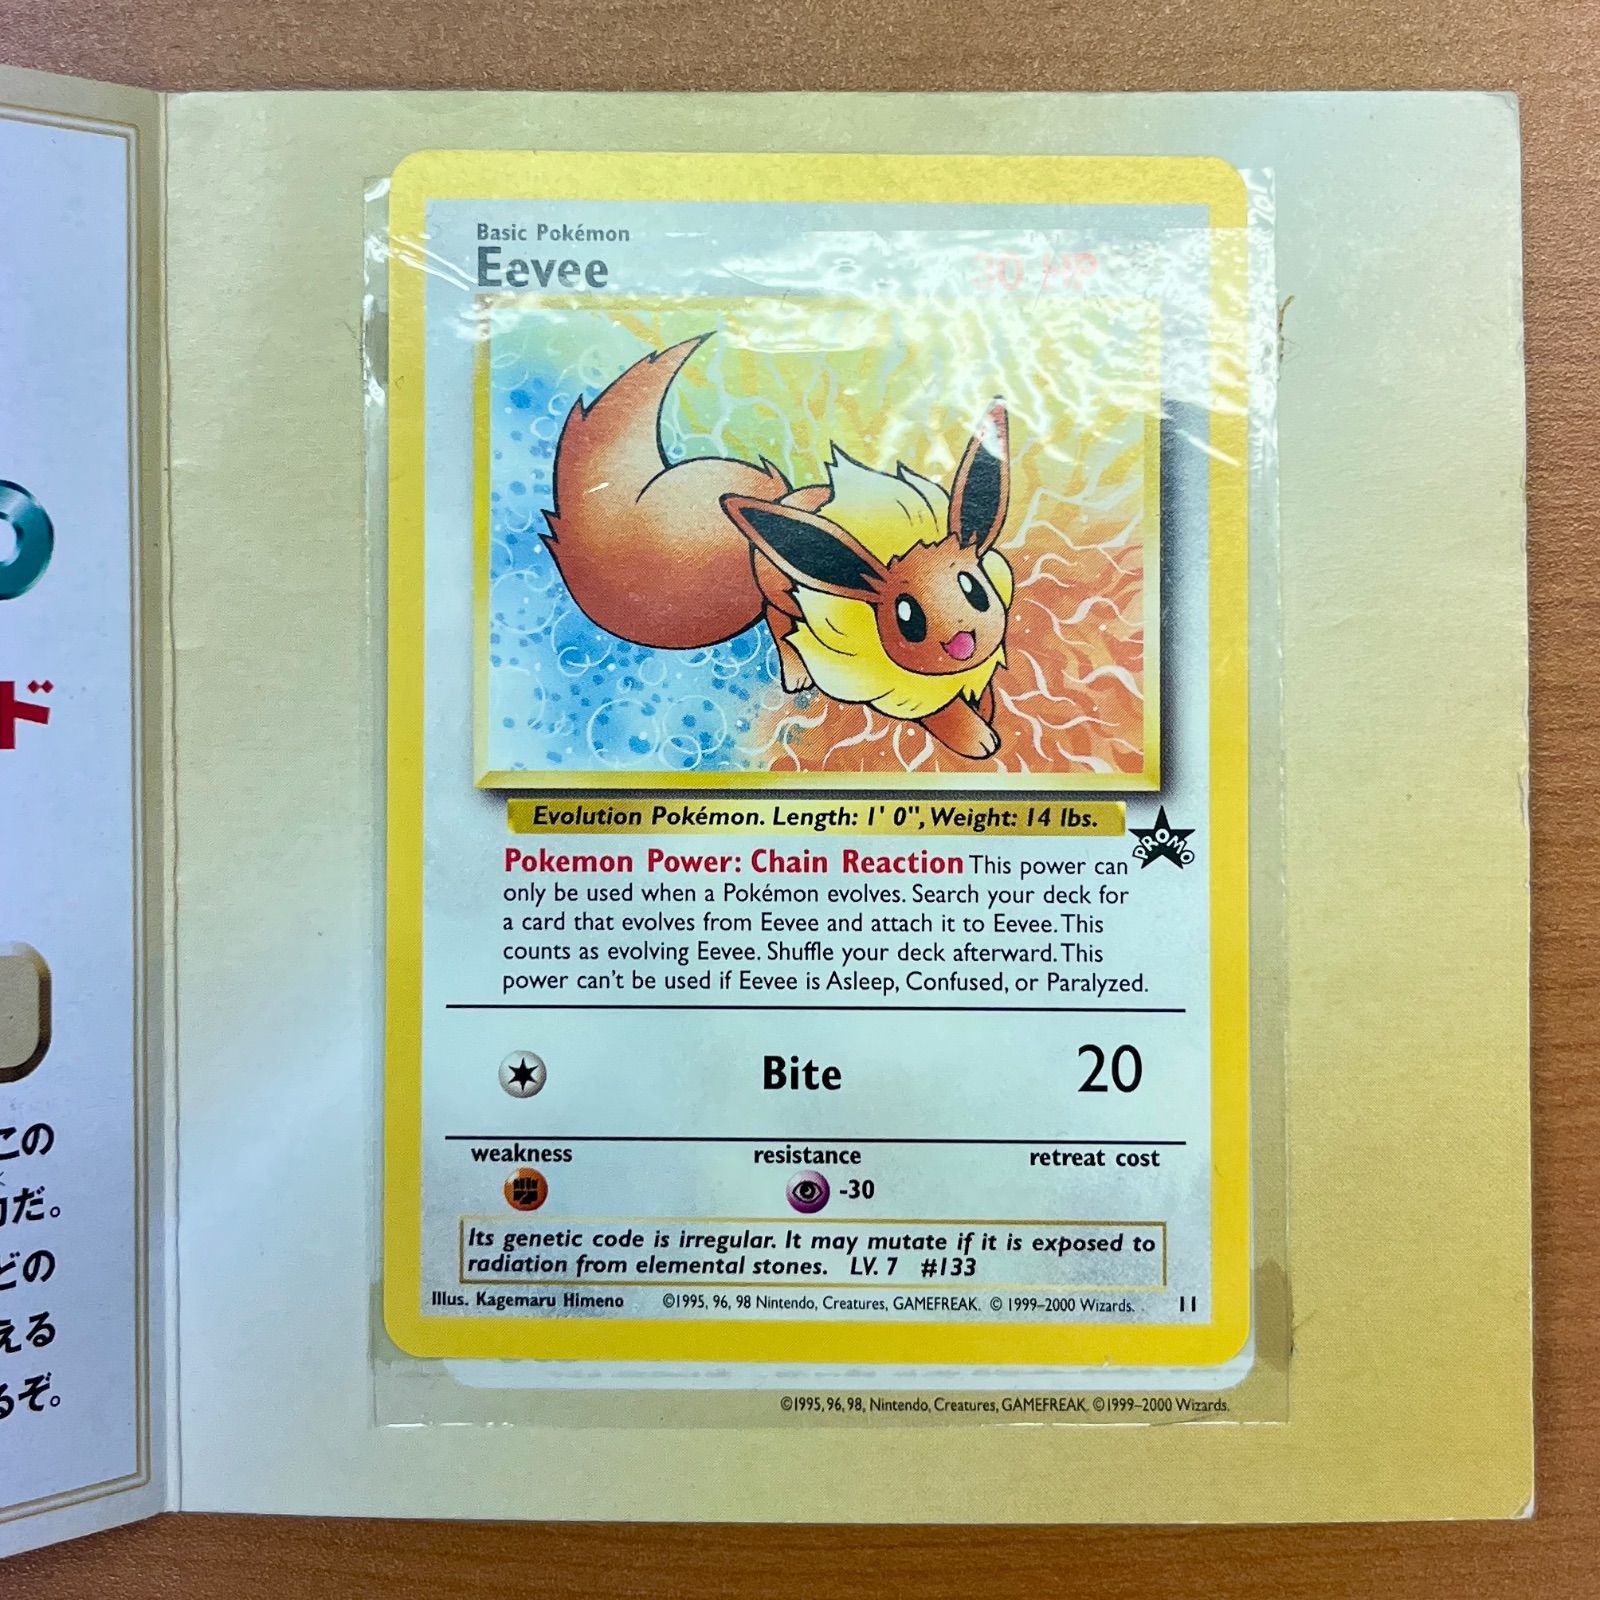 ド
この
だ。
どの
える
るぞ。
Basic Pokémon
Eevee
30 HP
Evolution Pokémon. Length: 1' 0", Weight: 14 lbs.
PROMO
Pokemon Power: Chain Reaction This power can
only be used when a Pokémon evolves. Search your deck for
a card that evolves from Eevee and attach it to Eevee. This
counts as evolving Eevee. Shuffle your deck afterward. This
power can't be used if Eevee is Asleep, Confused, or Paralyzed.
Bite 20
weakness resistance retreat cost
-30
Its genetic code is irregular. It may mutate if it is exposed to
radiation from elemental stones. LV. 7 #133
Illus. Kagemaru Himeno ©1995, 96, 98 Nintendo, Creatures, GAMEFREAK. © 1999–2000 Wizards. 11
©1995, 96, 98, Nintendo, Creatures, GAMEFREAK. ©1999–2000 Wizards.